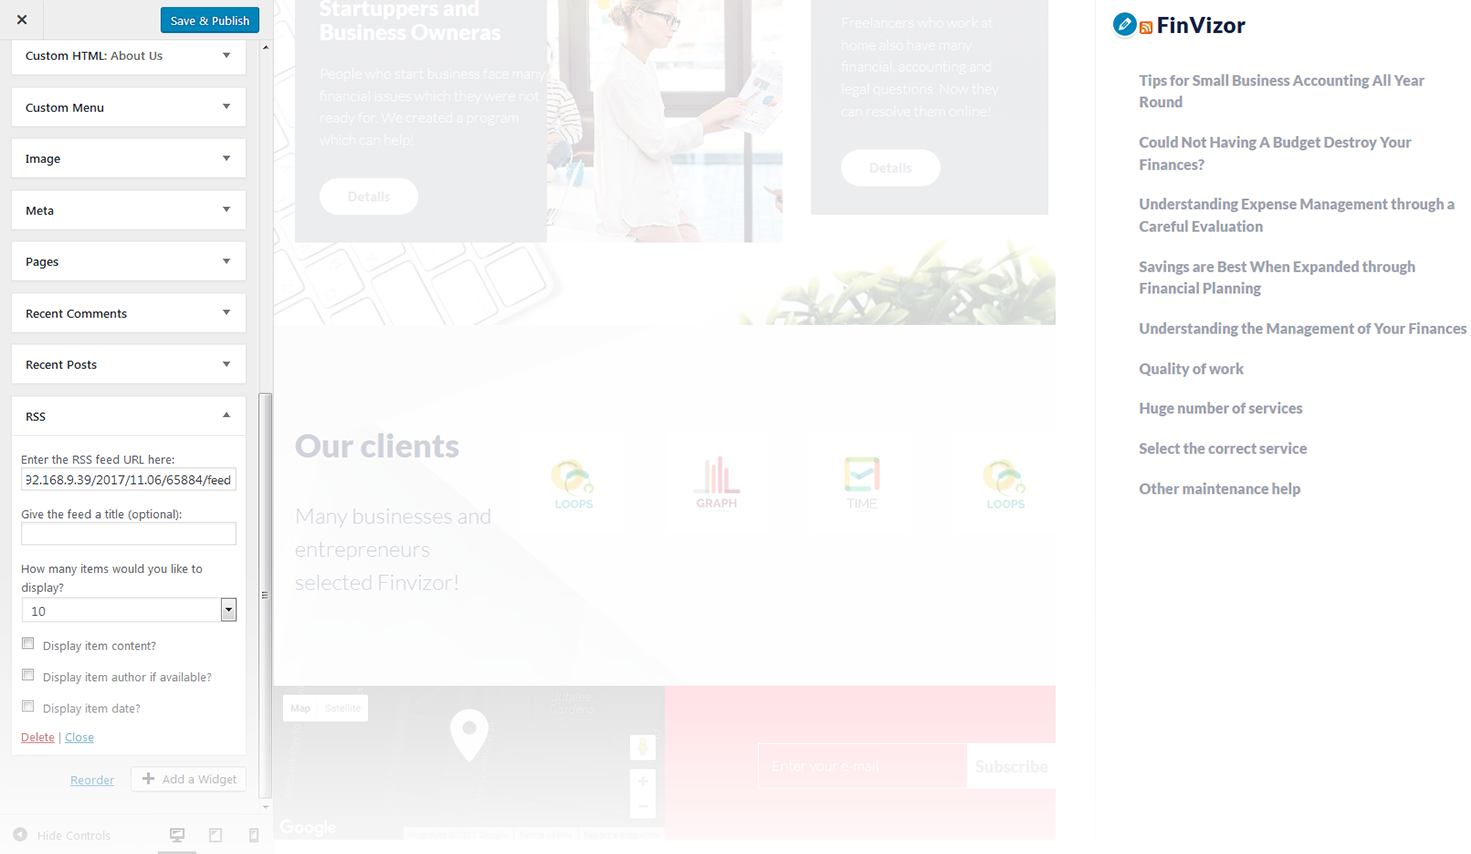 Save & Publish
Custom HTML: About Us
Custom Menu
Image
Meta
Pages
Recent Comments
Recent Posts
RSS
Enter the RSS feed URL here:
92.168.9.39/2017/11.06/65884/feed
Give the feed a title (optional):
How many items would you like to
display?
10
Display item content?
Display item author if available?
Display item date?
Delete | Close
Reorder
Add a Widget
Hide Controls
Startuppers and
Business Owneras
People who start business face many
financial issues which they were not
ready for. We created a program
which can help!
Details
Freelancers who work at
home also have many
financial, accounting and
legal questions. Now they
can resolve them online!
Details
Our clients
Many businesses and
entrepreneurs
selected Finvizor!
LOOPS
GRAPH
TIME
LOOPS
Map
Satellite
Google
Enter your e-mail
Subscribe
FinVizor
Tips for Small Business Accounting All Year
Round
Could Not Having A Budget Destroy Your
Finances?
Understanding Expense Management through a
Careful Evaluation
Savings are Best When Expanded through
Financial Planning
Understanding the Management of Your Finances
Quality of work
Huge number of services
Select the correct service
Other maintenance help